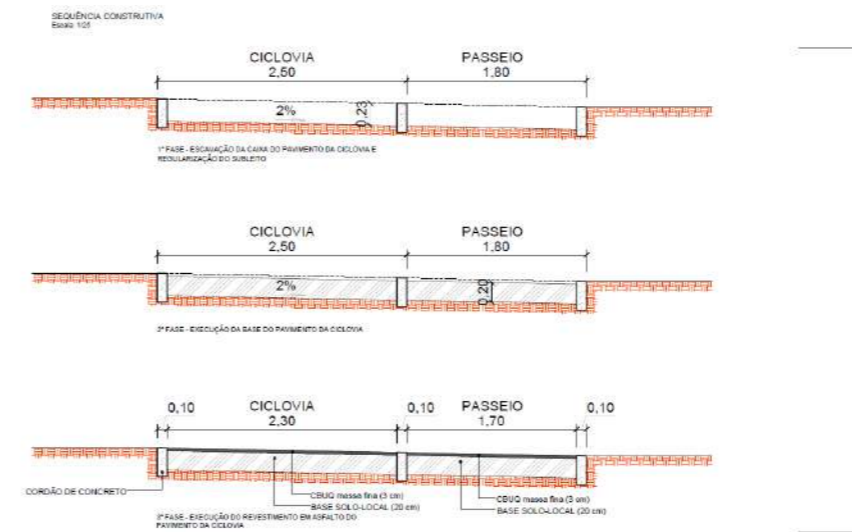 SEQUÊNCIA CONSTRUTIVA
Escala 1/25
CICLOVIA
2,50
PASSEIO
1,80
2%
0,23
1ª FASE - ESCAVAÇÃO DA CAIXA DO PAVIMENTO DA CICLOVIA E
REGULARIZAÇÃO DO SUBLEITO
CICLOVIA
2,50
PASSEIO
1,80
2%
0,20
2ª FASE - EXECUÇÃO DA BASE DO PAVIMENTO DA CICLOVIA
0,10
CICLOVIA
2,30
0,10
PASSEIO
1,70
0,10
CORDÃO DE CONCRETO
CBUQ massa fina (3 cm)
BASE SOLO-LOCAL (20 cm)
CBUQ massa fina (3 cm)
BASE SOLO-LOCAL (20 cm)
3ª FASE - EXECUÇÃO DO REVESTIMENTO EM ASFALTO DO
PAVIMENTO DA CICLOVIA